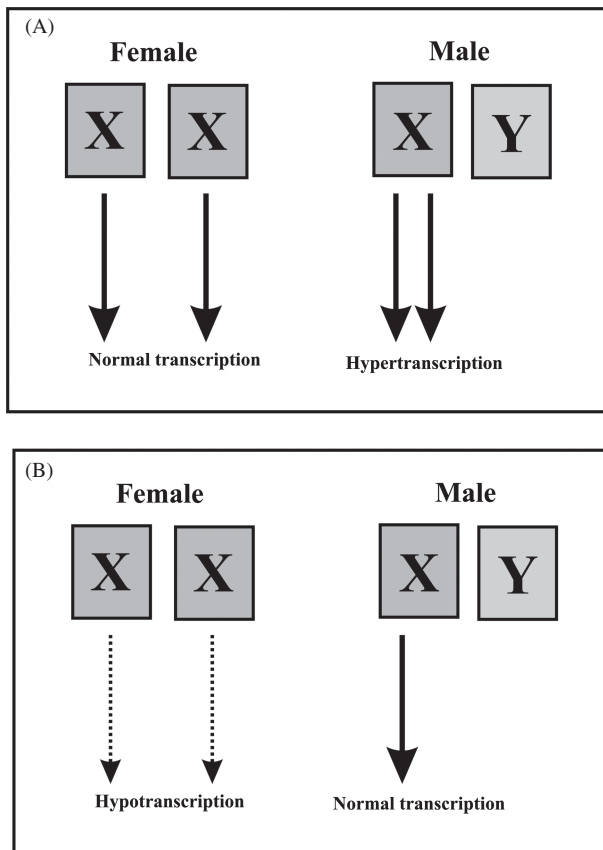 (A)
Female Male
X X X Y
Normal transcription Hypertranscription
(B)
Female Male
X X X Y
Hypotranscription Normal transcription